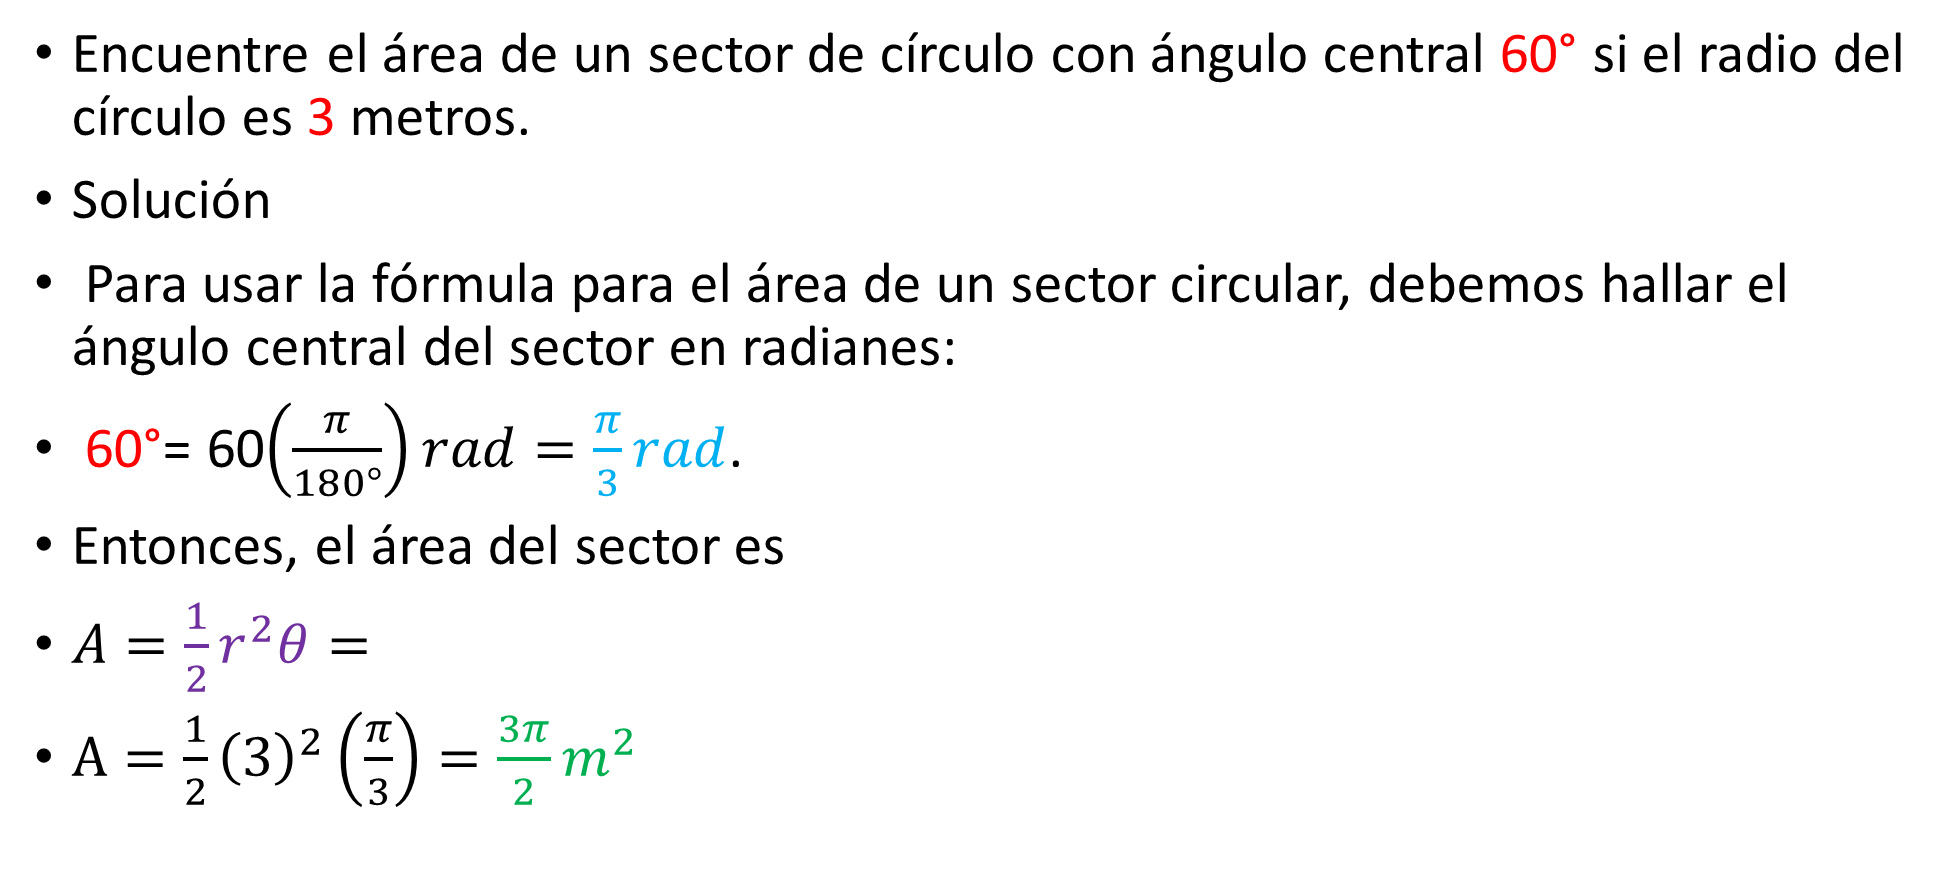 • Encuentre el área de un sector de círculo con ángulo central 60° si el radio del
círculo es 3 metros.
• Solución
• Para usar la fórmula para el área de un sector circular, debemos hallar el
ángulo central del sector en radianes:
• 60°= 60(π/180°) rad = π/3 rad.
• Entonces, el área del sector es
• A = 1/2 r²θ =
• A = 1/2 (3)² (π/3) = 3π/2 m²